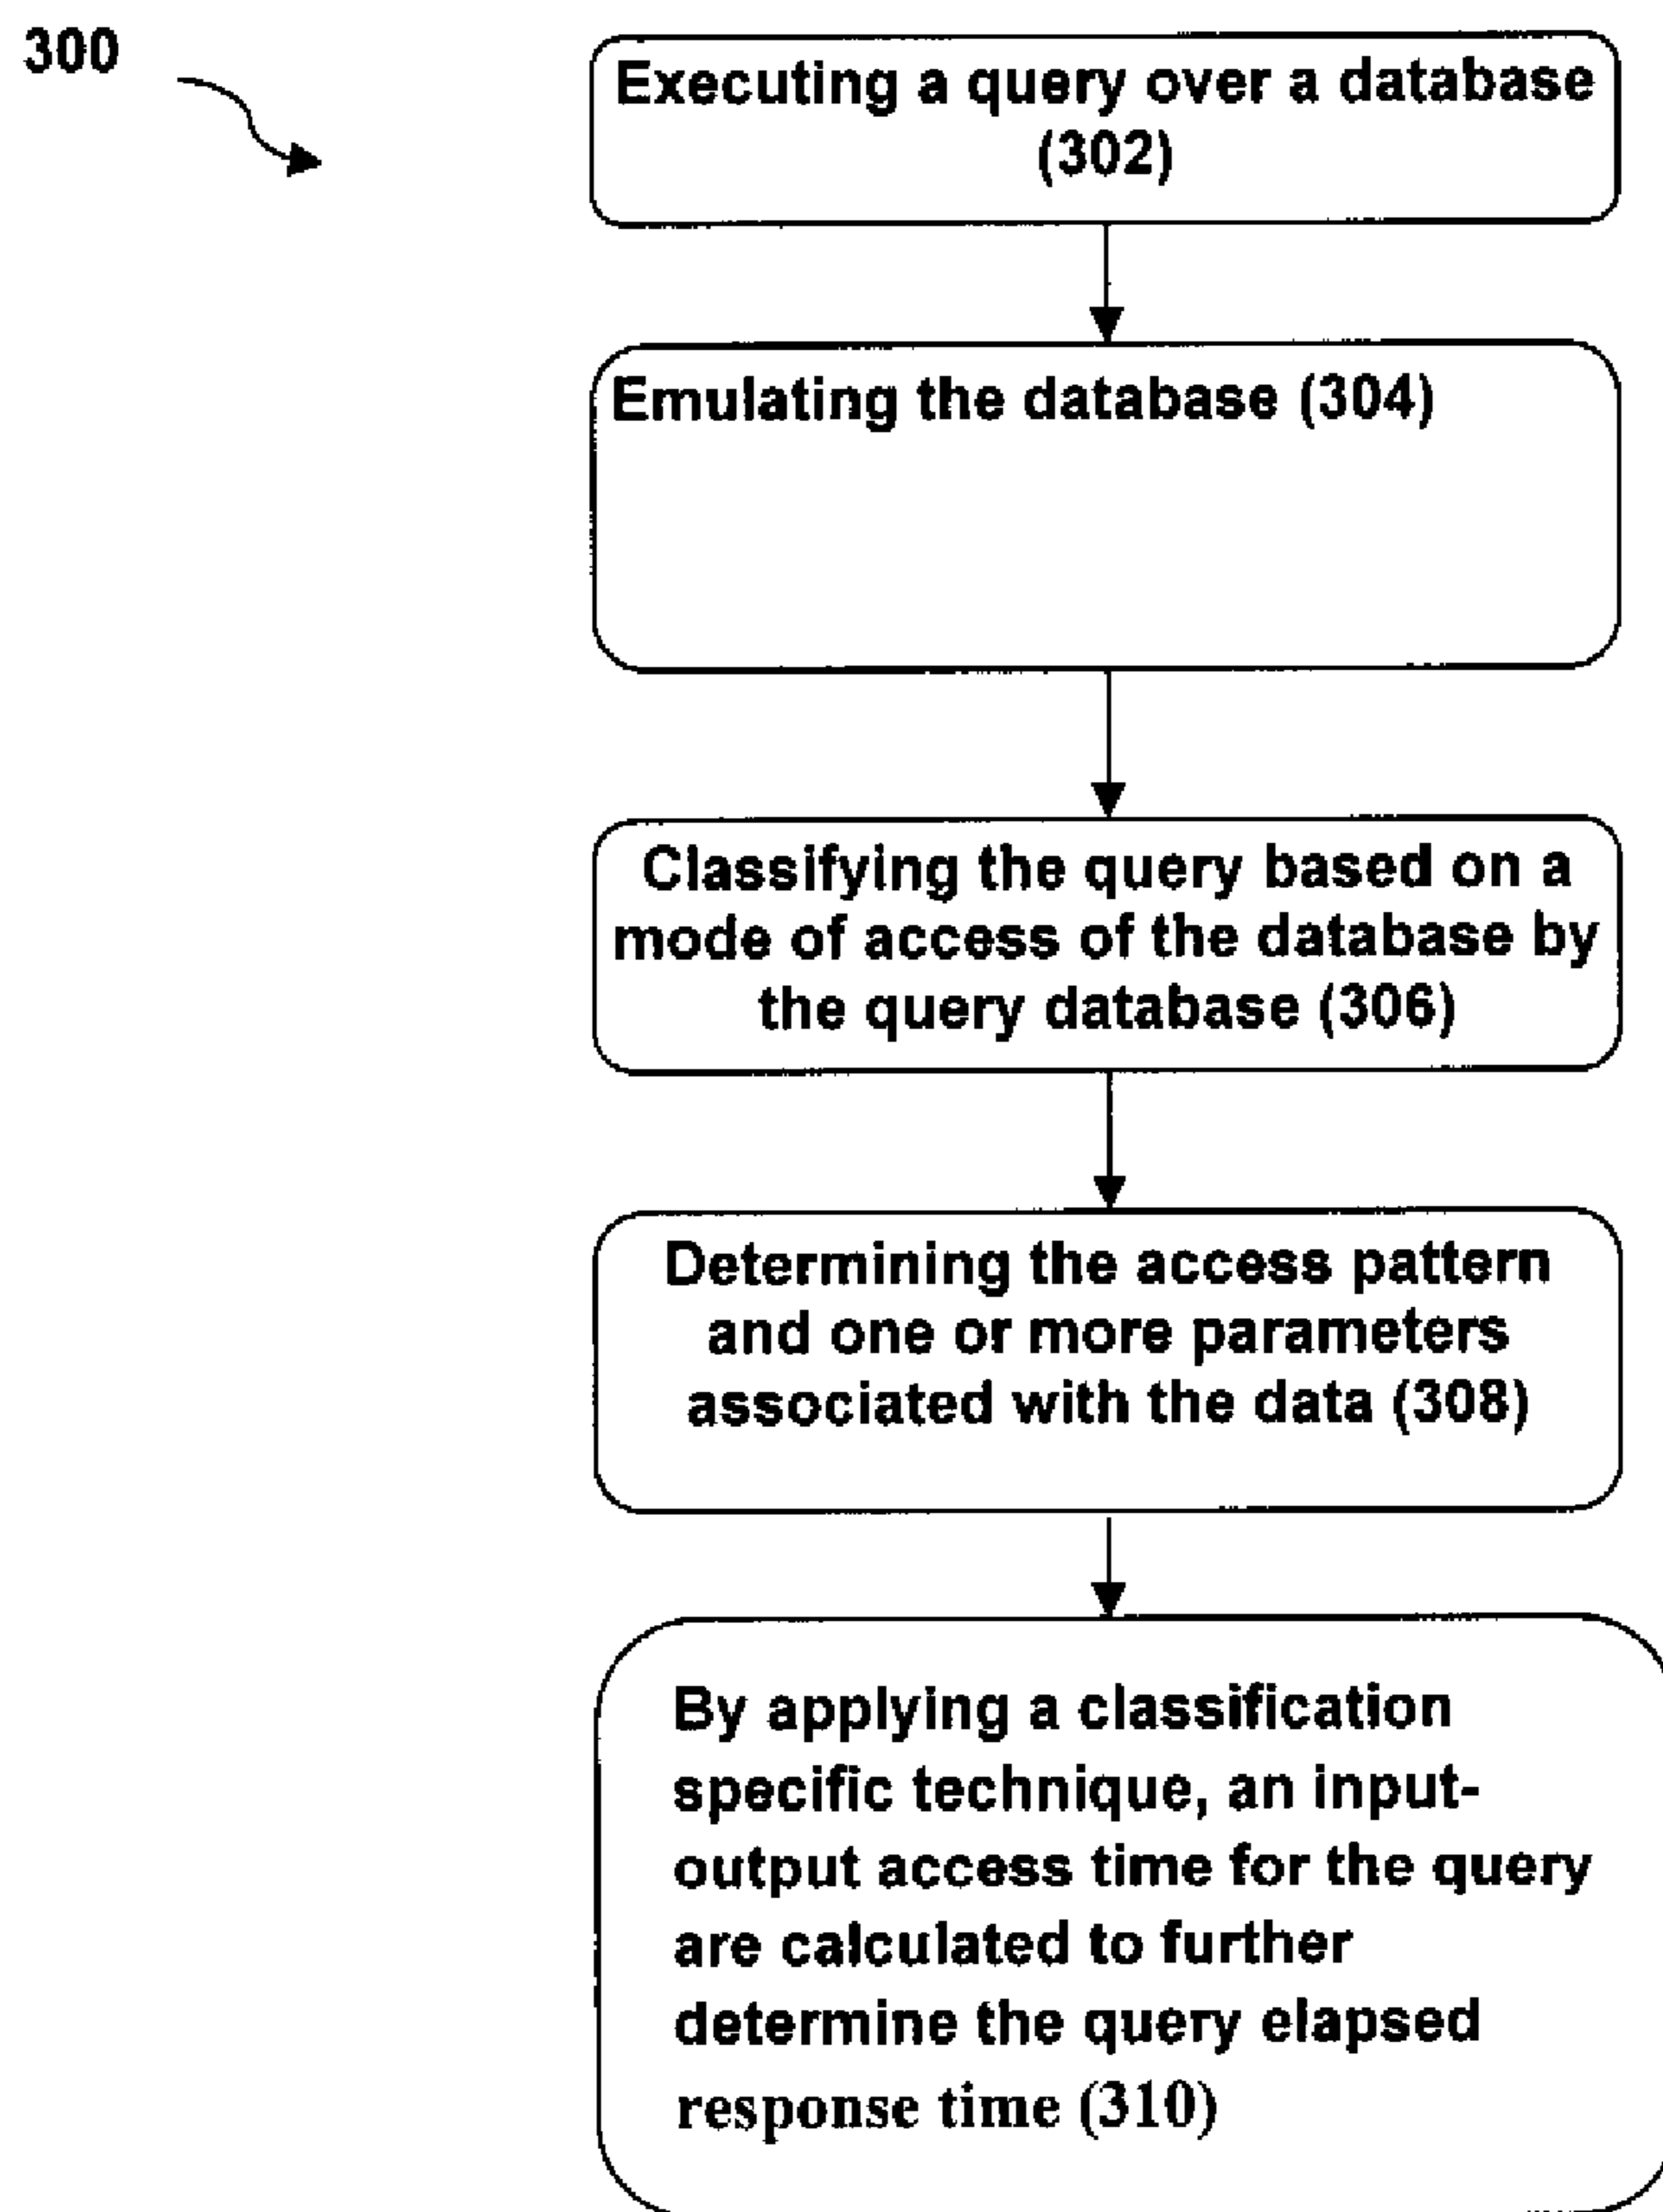 300
Executing a query over a database
(302)
Emulating the database (304)
Classifying the query based on a
mode of access of the database by
the query database (306)
Determining the access pattern
and one or more parameters
associated with the data (308)
By applying a classification
specific technique, an input-
output access time for the query
are calculated to further
determine the query elapsed
response time (310)